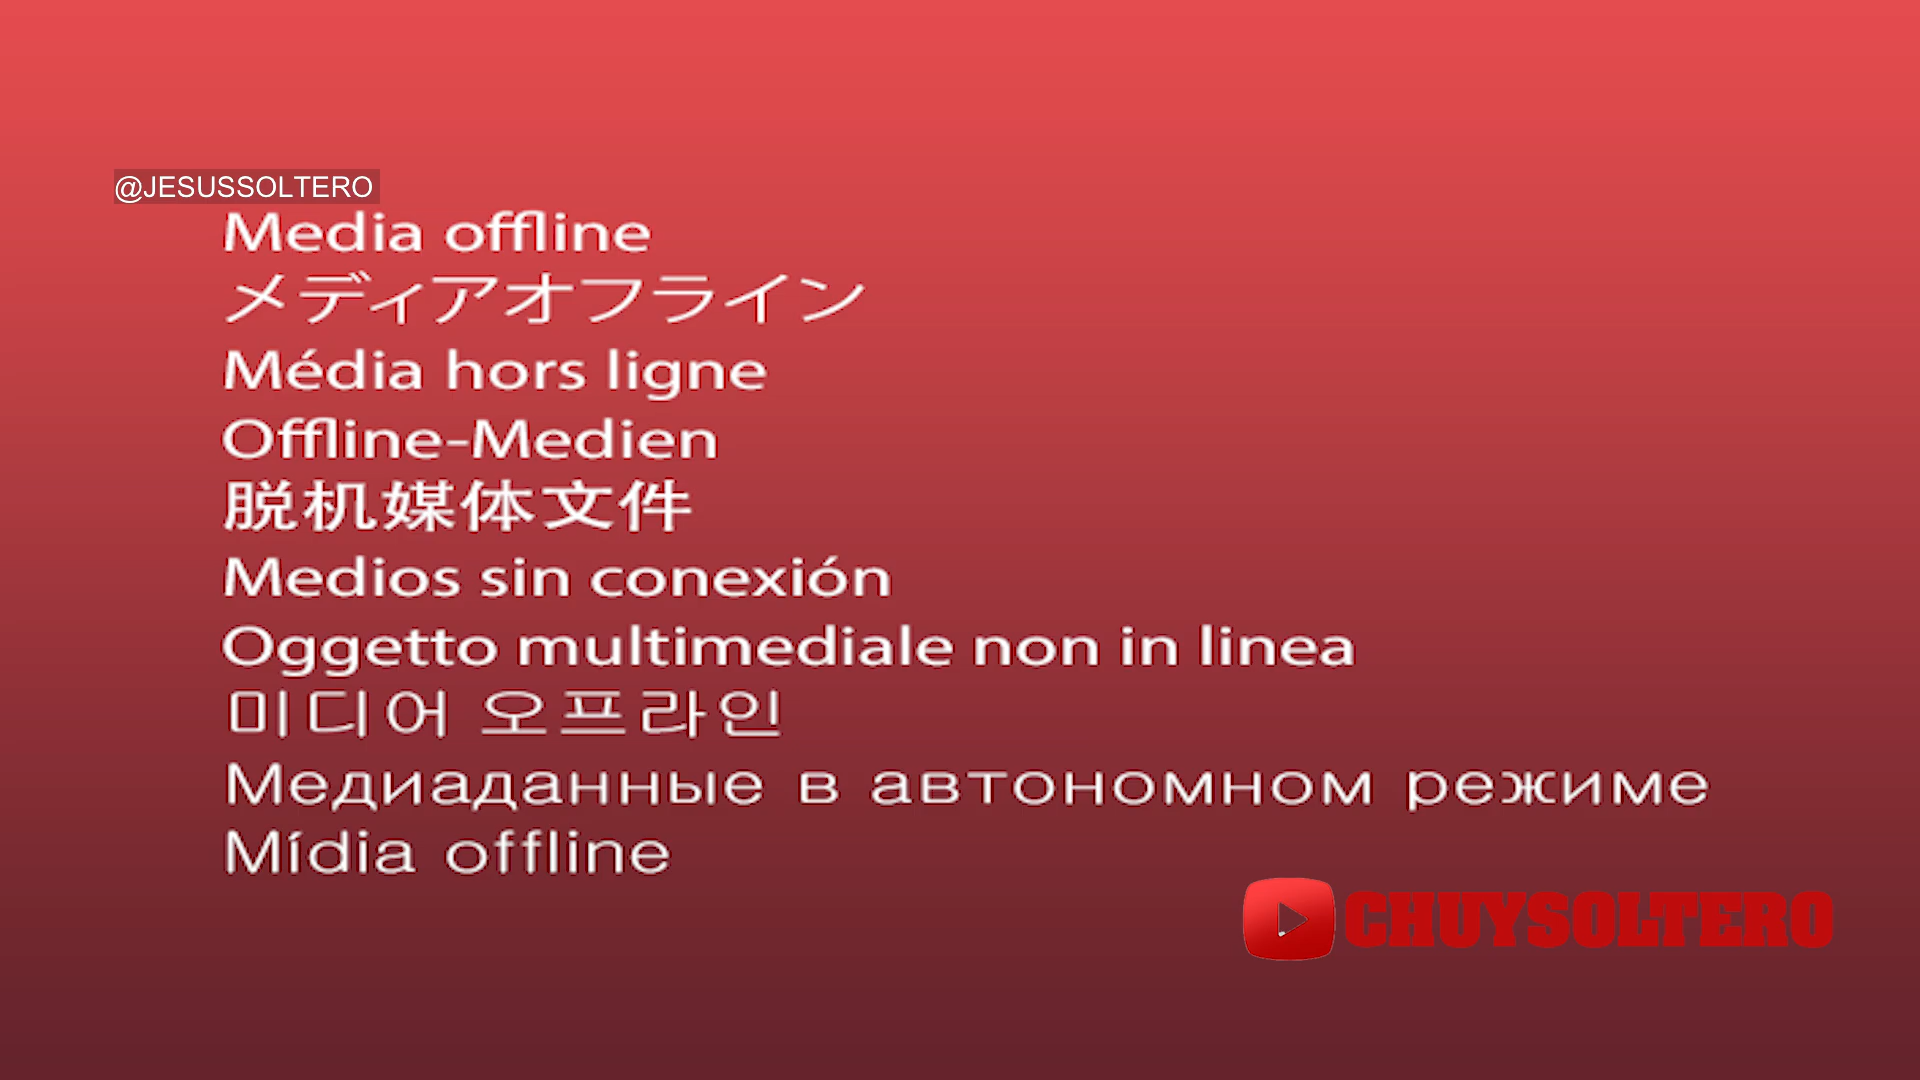 @JESUSSOLTERO
Media offline
メディアオフライン
Média hors ligne
Offline-Medien
脱机媒体文件
Medios sin conexión
Oggetto multimediale non in linea
미디어 오프라인
Медиаданные в автономном режиме
Mídia offline
CHUYSOLTERO